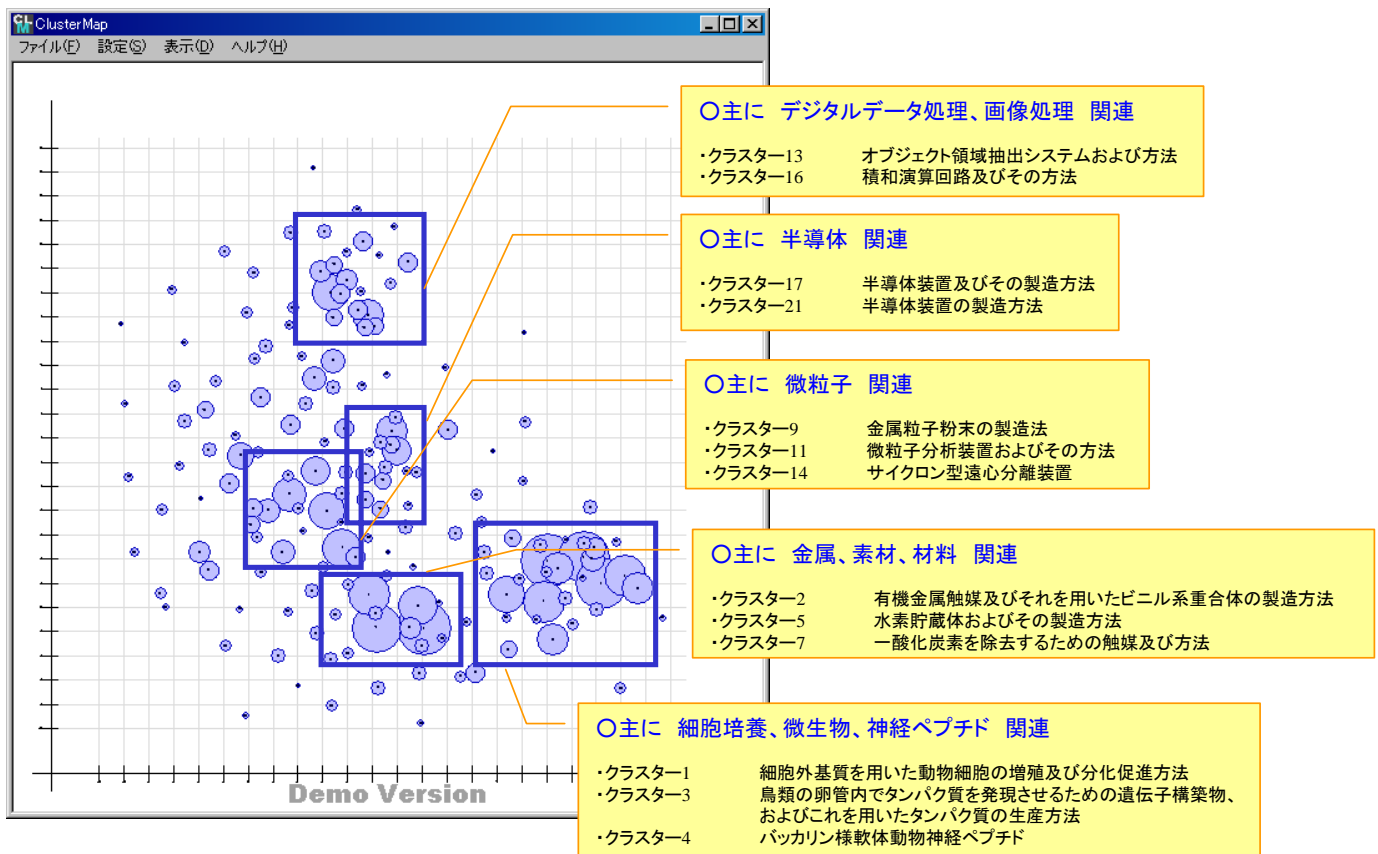 ClusterMap
ファイル(F) 設定(S) 表示(D) ヘルプ(H)
○主に デジタルデータ処理、画像処理 関連
・クラスター13 オブジェクト領域抽出システムおよび方法
・クラスター16 積和演算回路及びその方法
○主に 半導体 関連
・クラスター17 半導体装置及びその製造方法
・クラスター21 半導体装置の製造方法
○主に 微粒子 関連
・クラスター9 金属粒子粉末の製造法
・クラスター11 微粒子分析装置およびその方法
・クラスター14 サイクロン型遠心分離装置
○主に 金属、素材、材料 関連
・クラスター2 有機金属触媒及びそれを用いたビニル系重合体の製造方法
・クラスター5 水素貯蔵体およびその製造方法
・クラスター7 一酸化炭素を除去するための触媒及び方法
○主に 細胞培養、微生物、神経ペプチド 関連
・クラスター1 細胞外基質を用いた動物細胞の増殖及び分化促進方法
・クラスター3 鳥類の卵管内でタンパク質を発現させるための遺伝子構築物、
およびこれを用いたタンパク質の生産方法
・クラスター4 バッカリン様軟体動物神経ペプチド
Demo Version